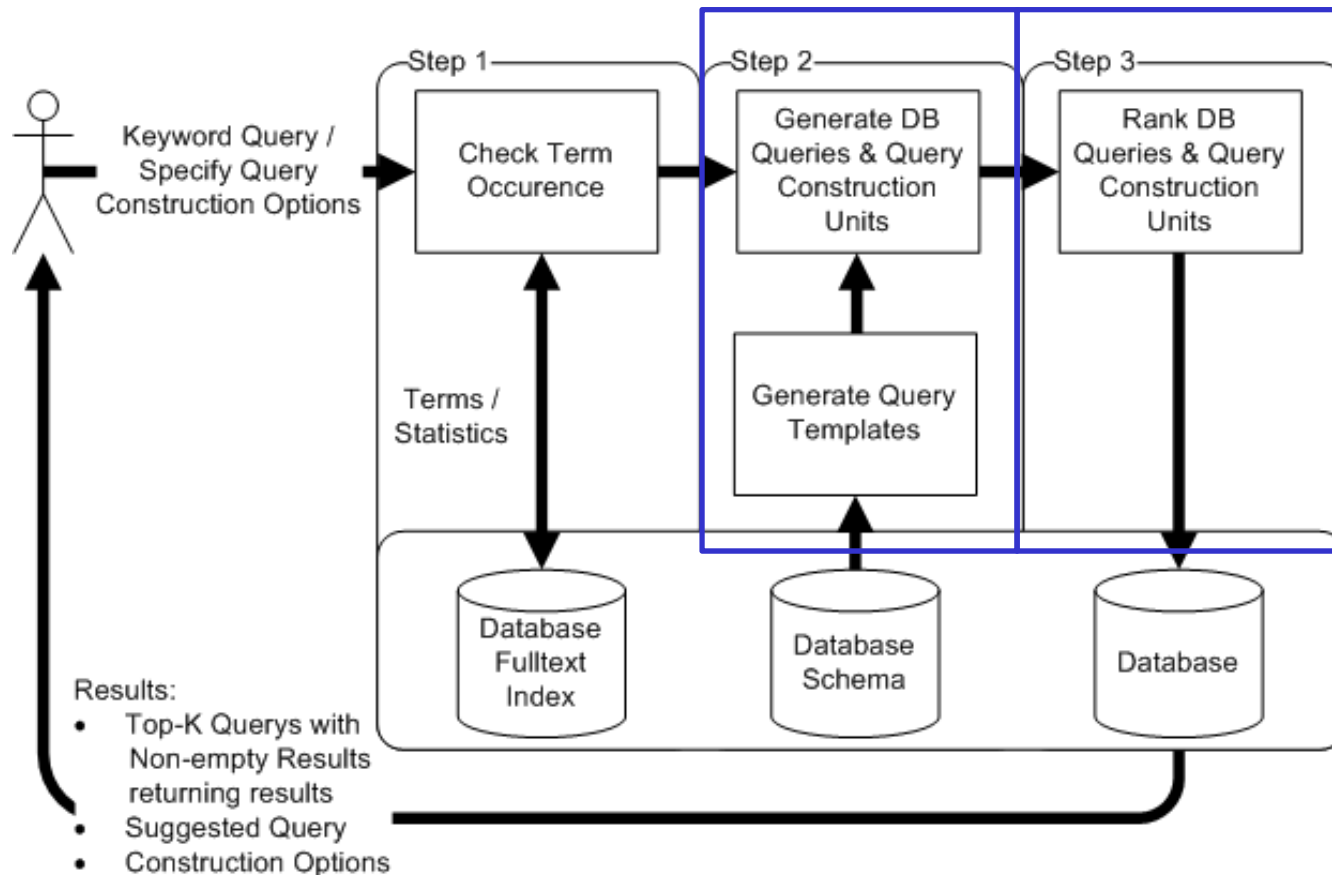 Step 1
Step 2
Step 3
Keyword Query /
Specify Query
Construction Options
Check Term
Occurence
Generate DB
Queries & Query
Construction
Units
Rank DB
Queries & Query
Construction
Units
Terms /
Statistics
Generate Query
Templates
Database
Fulltext
Index
Database
Schema
Database
Results:
• Top-K Querys with
Non-empty Results
returning results
• Suggested Query
• Construction Options